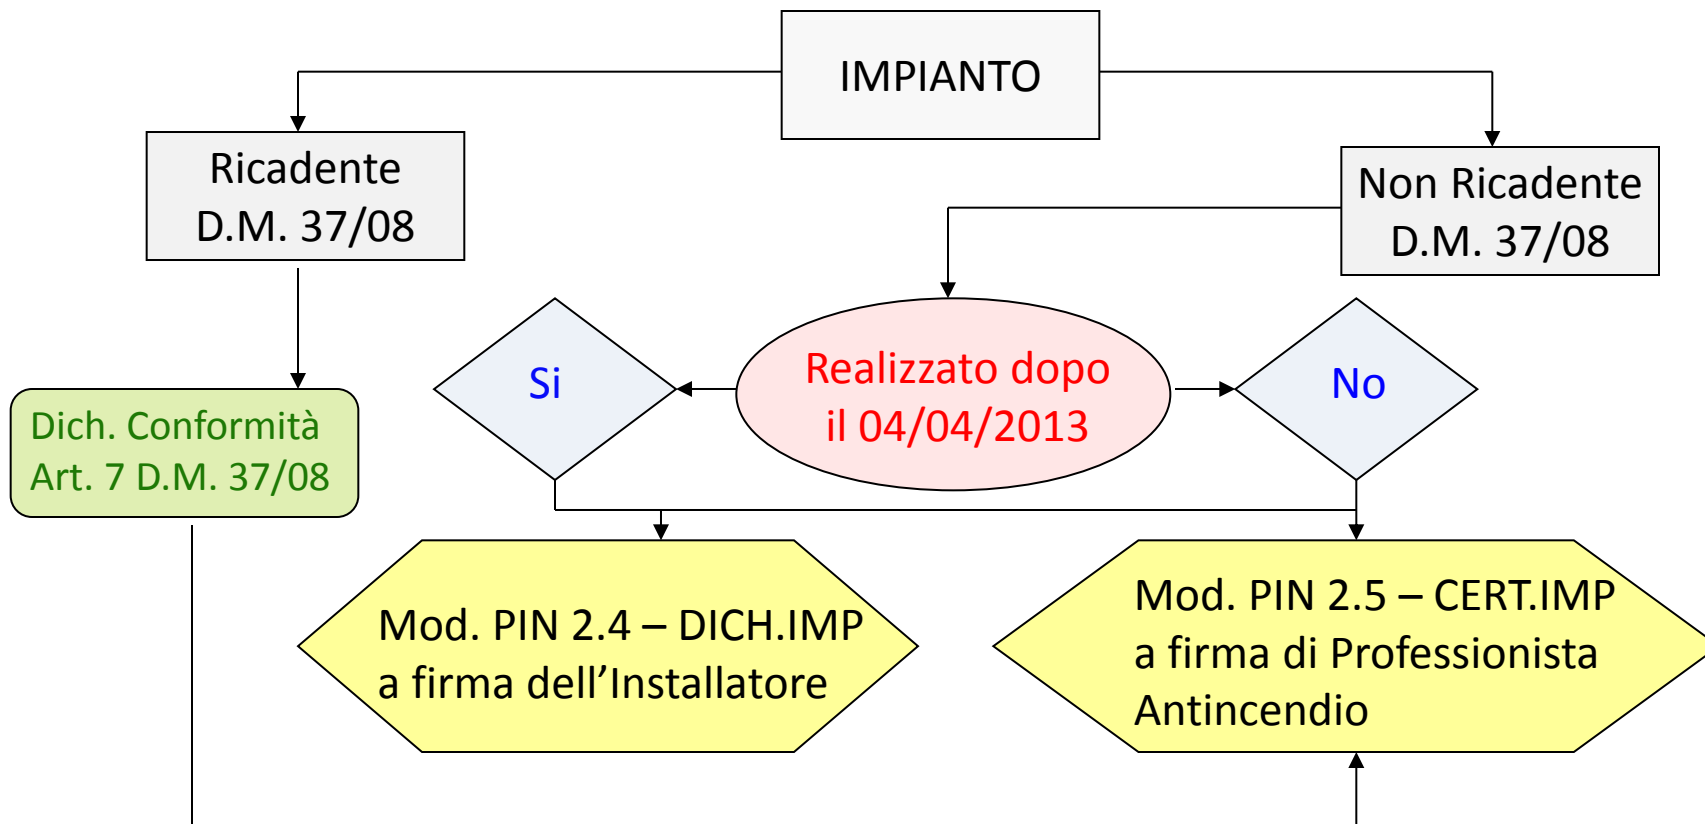 IMPIANTO
Ricadente
D.M. 37/08
Non Ricadente
D.M. 37/08
Si
Realizzato dopo
il 04/04/2013
No
Dich. Conformità
Art. 7 D.M. 37/08
Mod. PIN 2.4 – DICH.IMP
a firma dell’Installatore
Mod. PIN 2.5 – CERT.IMP
a firma di Professionista
Antincendio